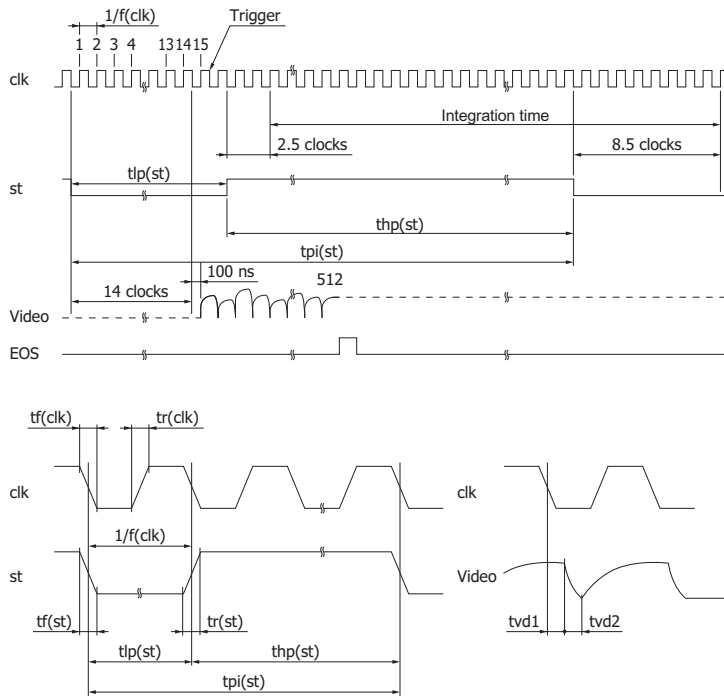 1/f(clk)
Trigger
1 2 3 4 13 14 15
clk
Integration time
2.5 clocks
8.5 clocks
tlp(st)
st
thp(st)
tpi(st)
100 ns
14 clocks
512
Video
EOS
tf(clk) tr(clk)
clk
clk
1/f(clk)
st
Video
tf(st) tr(st)
tvd1 tvd2
tlp(st) thp(st)
tpi(st)